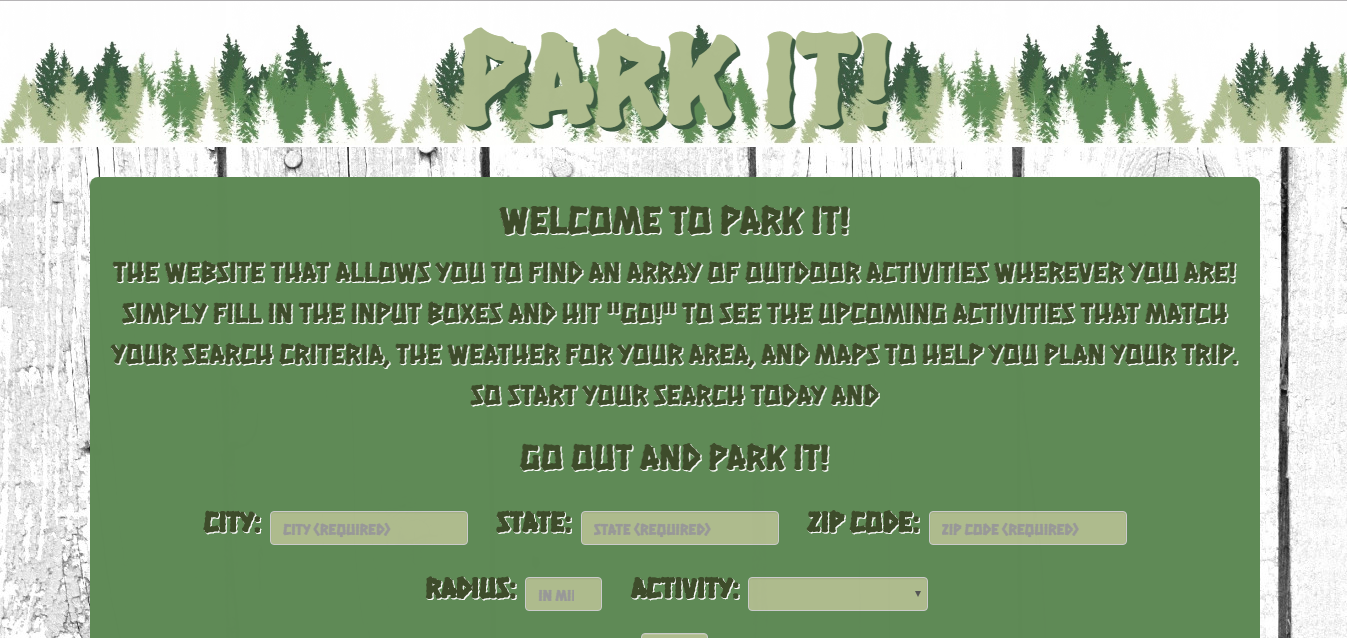 PARK IT!
WELCOME TO PARK IT!
THE WEBSITE THAT ALLOWS YOU TO FIND AN ARRAY OF OUTDOOR ACTIVITIES WHEREVER YOU ARE!
SIMPLY FILL IN THE INPUT BOXES AND HIT "GO!" TO SEE THE UPCOMING ACTIVITIES THAT MATCH
YOUR SEARCH CRITERIA, THE WEATHER FOR YOUR AREA, AND MAPS TO HELP YOU PLAN YOUR TRIP.
SO START YOUR SEARCH TODAY AND
GO OUT AND PARK IT!
CITY: CITY (REQUIRED) STATE: STATE (REQUIRED) ZIP CODE: ZIP CODE (REQUIRED)
RADIUS: IN MIL ACTIVITY: